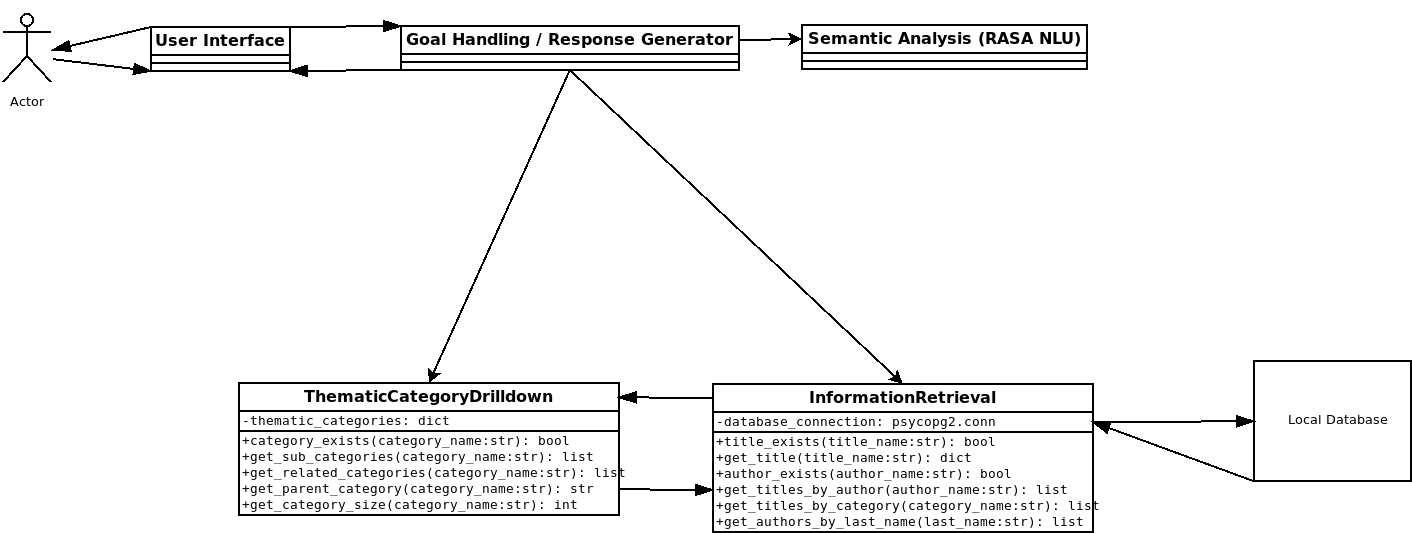 User Interface
Goal Handling / Response Generator
Semantic Analysis (RASA NLU)
Actor
ThematicCategoryDrilldown
-thematic_categories: dict
+category_exists(category_name:str): bool
+get_sub_categories(category_name:str): list
+get_related_categories(category_name:str): list
+get_parent_category(category_name:str): str
+get_category_size(category_name:str): int
InformationRetrieval
-database_connection: psycopg2.conn
+title_exists(title_name:str): bool
+get_title(title_name:str): dict
+author_exists(author_name:str): bool
+get_titles_by_author(author_name:str): list
+get_titles_by_category(category_name:str): list
+get_authors_by_last_name(last_name:str): list
Local Database